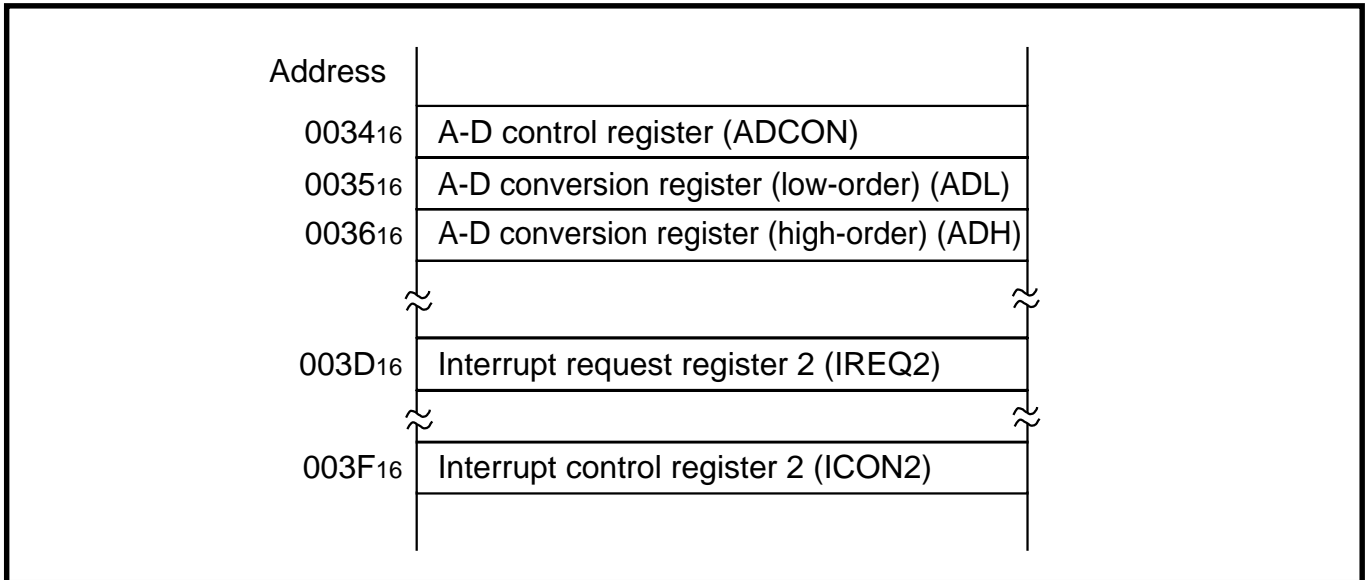 Address
0034₁₆ A-D control register (ADCON)
0035₁₆ A-D conversion register (low-order) (ADL)
0036₁₆ A-D conversion register (high-order) (ADH)
003D₁₆ Interrupt request register 2 (IREQ2)
003F₁₆ Interrupt control register 2 (ICON2)